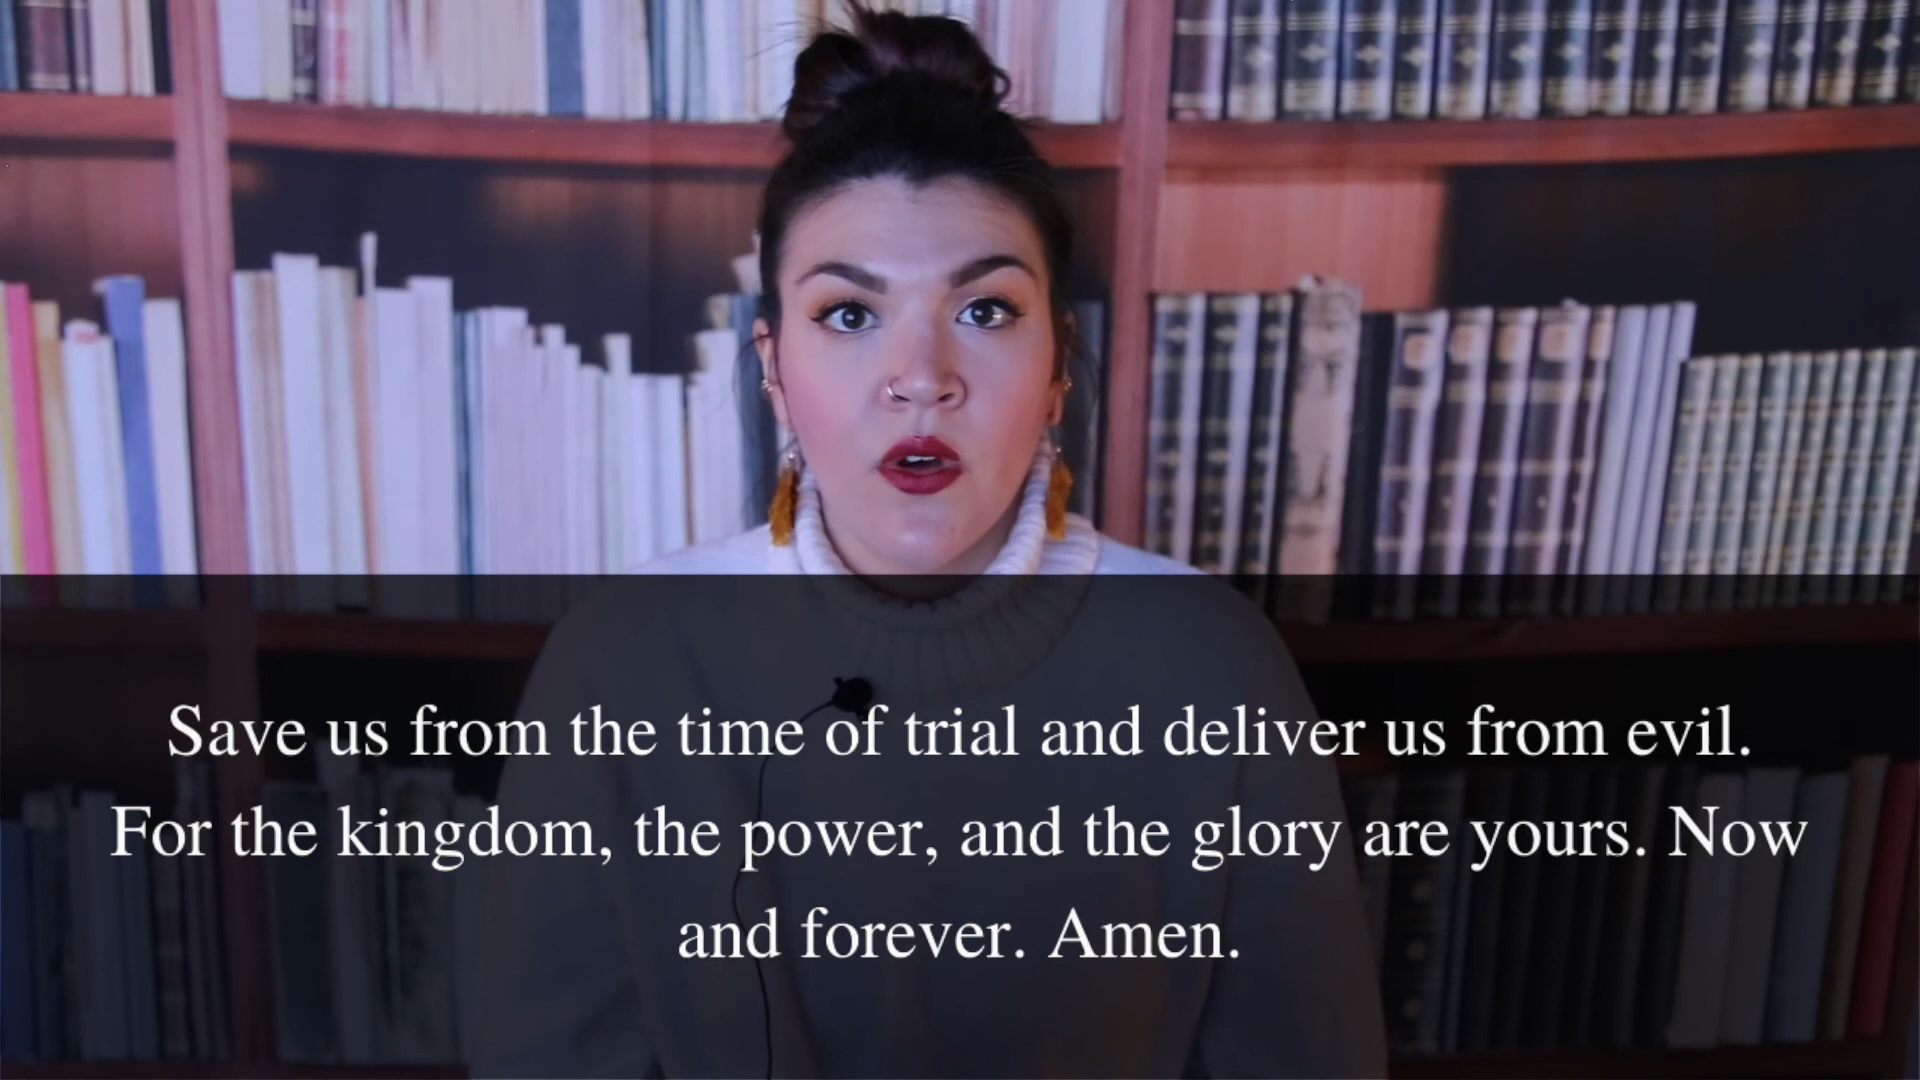 Save us from the time of trial and deliver us from evil.
For the kingdom, the power, and the glory are yours. Now
and forever. Amen.